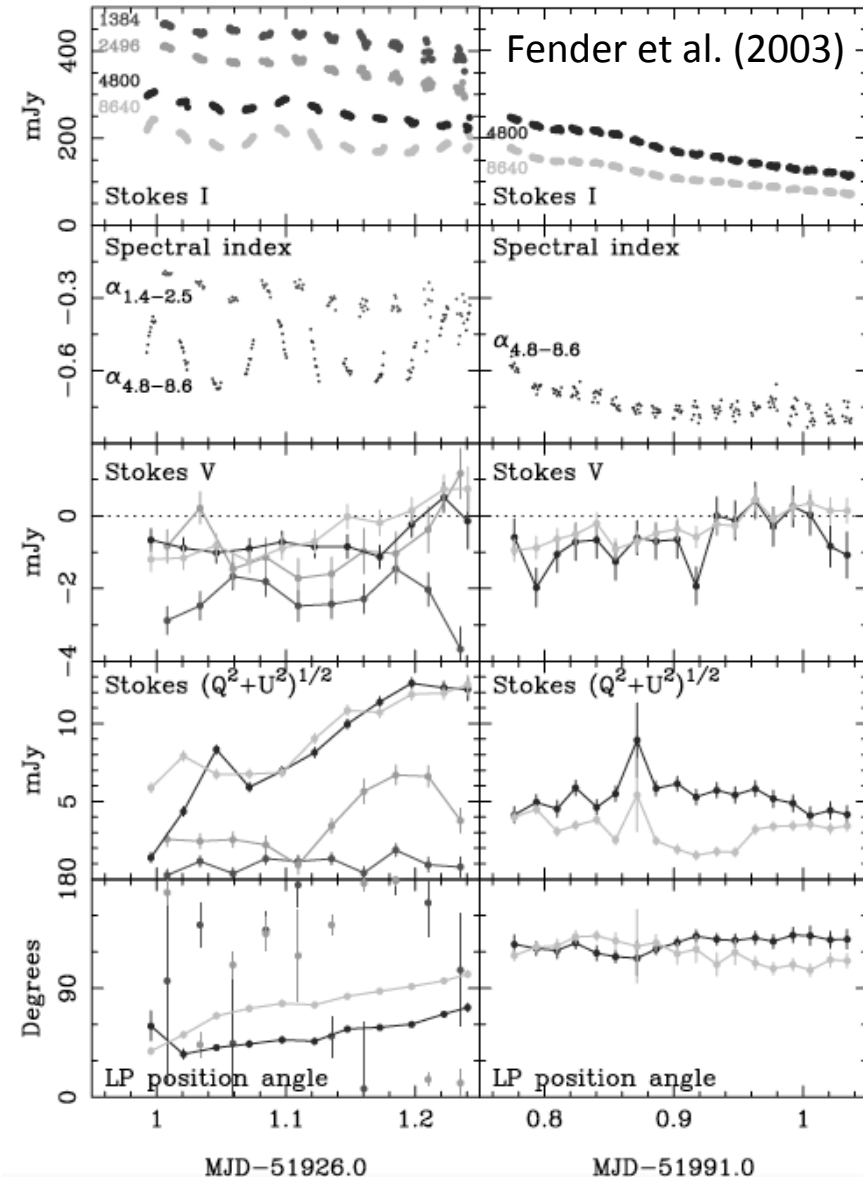 Fender et al. (2003)
1384
2496
4800
8640
400
200
0
mJy
Stokes I
4800
8640
Stokes I
Spectral index
α1.4−2.5
α4.8−8.6
−0.3
−0.6
Spectral index
α4.8−8.6
Stokes V
0
−2
−4
mJy
Stokes V
Stokes (Q²+U²)^1/2
10
5
mJy
Stokes (Q²+U²)^1/2
180
90
0
Degrees
LP position angle
LP position angle
1
1.1
1.2
0.8
0.9
1
MJD−51926.0
MJD−51991.0